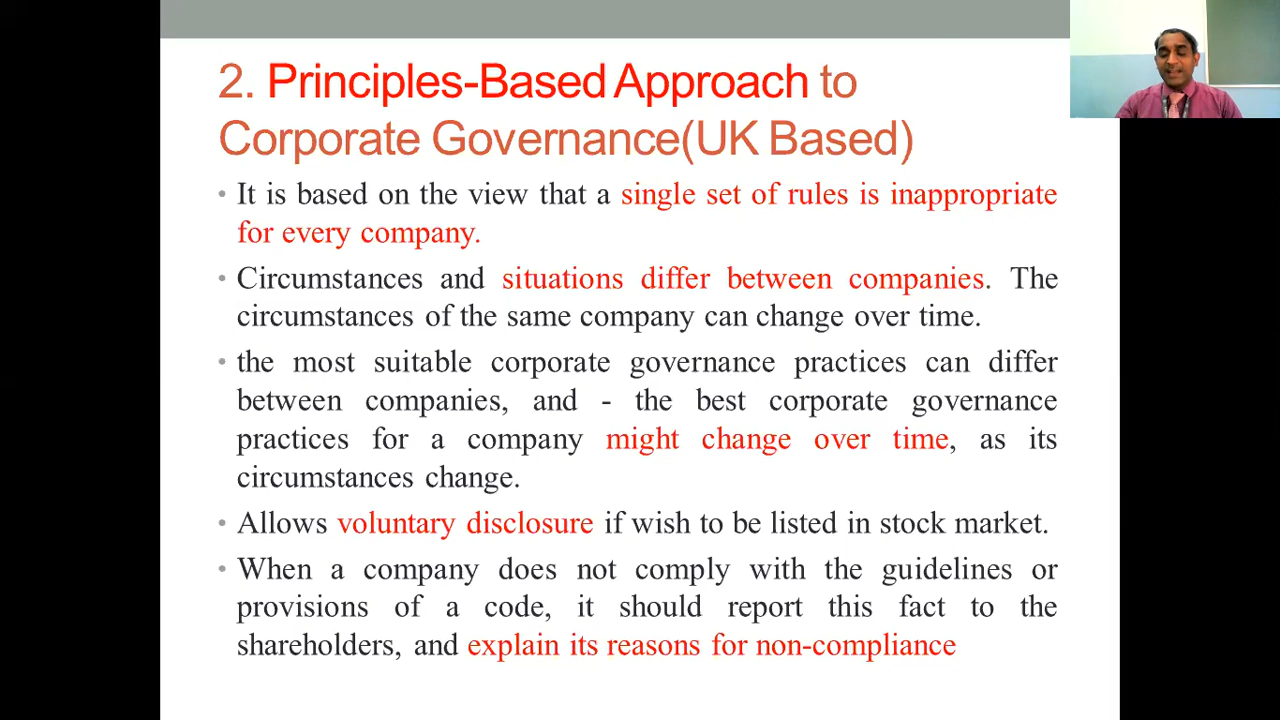 2. Principles-Based Approach to
Corporate Governance(UK Based)
• It is based on the view that a single set of rules is inappropriate
for every company.
• Circumstances and situations differ between companies. The
circumstances of the same company can change over time.
• the most suitable corporate governance practices can differ
between companies, and - the best corporate governance
practices for a company might change over time, as its
circumstances change.
• Allows voluntary disclosure if wish to be listed in stock market.
• When a company does not comply with the guidelines or
provisions of a code, it should report this fact to the
shareholders, and explain its reasons for non-compliance